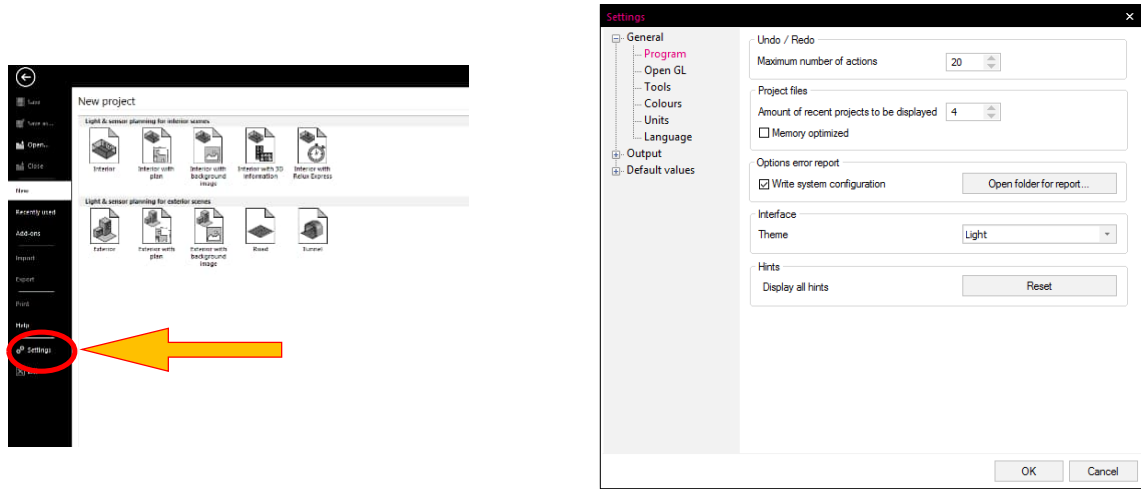 Save
Save as...
Open...
Close
New
Recently used
Add-ons
Import
Export
Print
Help
Settings
New project
Light & sensor planning for interior scenes
Interior
Interior with plan
Interior with background image
Interior with 3D information
Interior with Relux Express
Light & sensor planning for exterior scenes
Exterior
Exterior with plan
Exterior with background image
Road
Tunnel
Settings
General
Program
Open GL
Tools
Colours
Units
Language
Output
Default values
Undo / Redo
Maximum number of actions 20
Project files
Amount of recent projects to be displayed 4
Memory optimized
Options error report
Write system configuration Open folder for report...
Interface
Theme Light
Hints
Display all hints Reset
OK Cancel